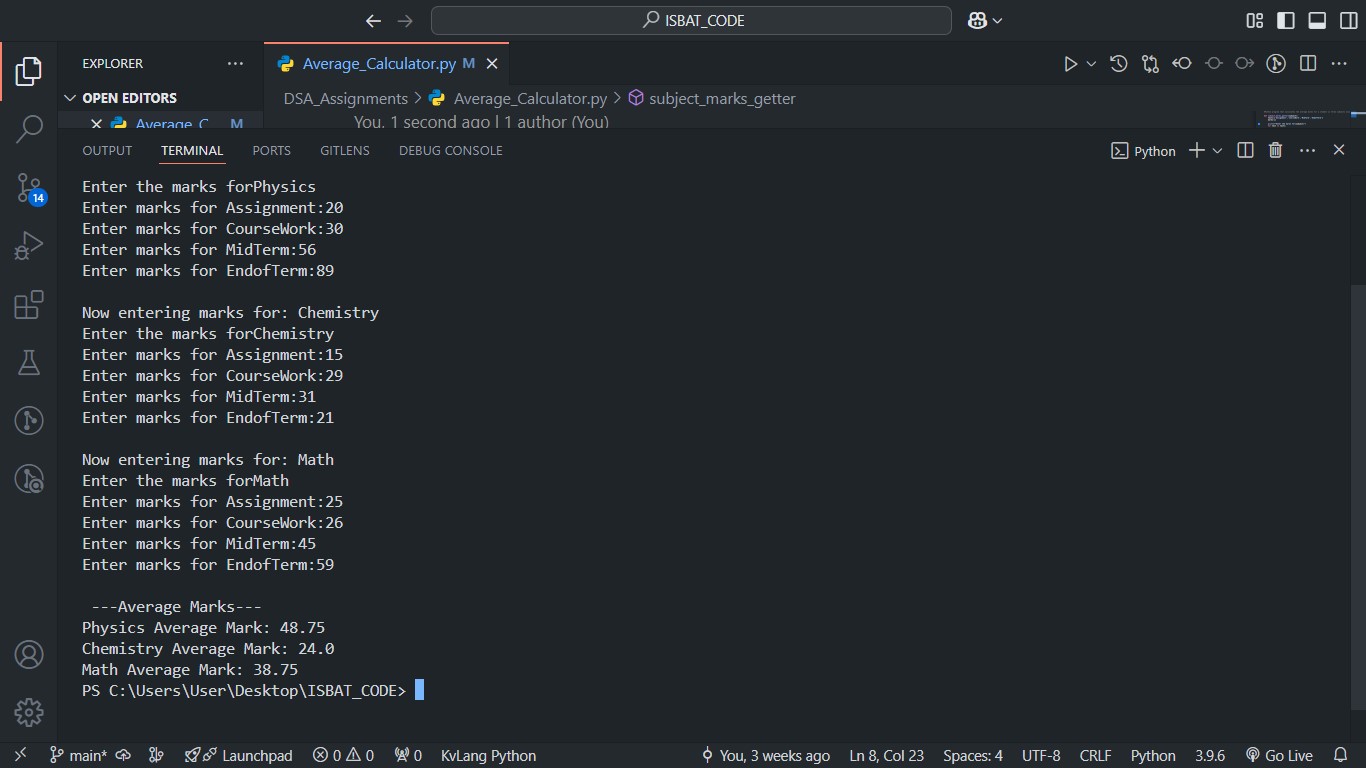 ISBAT_CODE
EXPLORER
Average_Calculator.py M
OPEN EDITORS
DSA_Assignments > Average_Calculator.py > subject_marks_getter
Average_C M
You, 1 second ago | 1 author (You)
OUTPUT TERMINAL PORTS GITLENS DEBUG CONSOLE
Python
14
Enter the marks forPhysics
Enter marks for Assignment:20
Enter marks for CourseWork:30
Enter marks for MidTerm:56
Enter marks for EndofTerm:89
Now entering marks for: Chemistry
Enter the marks forChemistry
Enter marks for Assignment:15
Enter marks for CourseWork:29
Enter marks for MidTerm:31
Enter marks for EndofTerm:21
Now entering marks for: Math
Enter the marks forMath
Enter marks for Assignment:25
Enter marks for CourseWork:26
Enter marks for MidTerm:45
Enter marks for EndofTerm:59
---Average Marks---
Physics Average Mark: 48.75
Chemistry Average Mark: 24.0
Math Average Mark: 38.75
PS C:\Users\User\Desktop\ISBAT_CODE>
main* Launchpad 0 0 0 KvLang Python You, 3 weeks ago Ln 8, Col 23 Spaces: 4 UTF-8 CRLF Python 3.9.6 Go Live